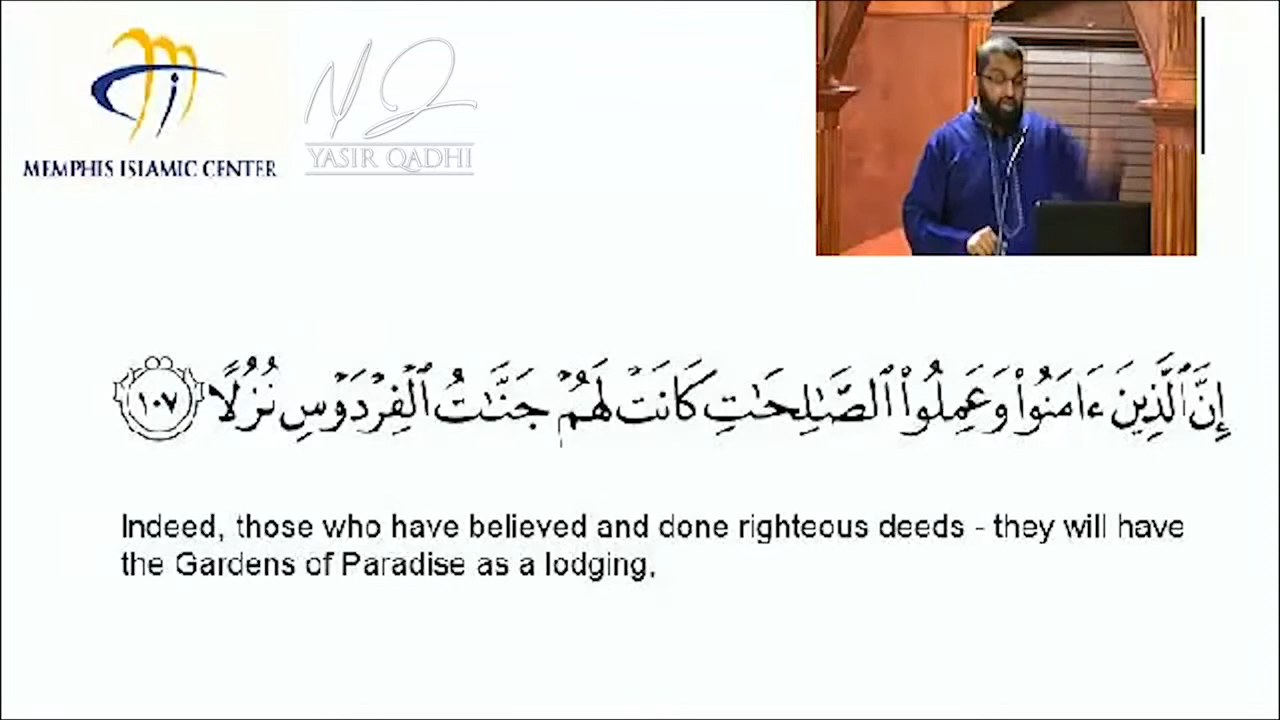 MEMPHIS ISLAMIC CENTER
YASIR QADHI
إِنَّ ٱلَّذِينَ ءَامَنُوا۟ وَعَمِلُوا۟ ٱلصَّـٰلِحَـٰتِ كَانَتْ لَهُمْ جَنَّـٰتُ ٱلْفِرْدَوْسِ نُزُلًا ١٠٧
Indeed, those who have believed and done righteous deeds - they will have
the Gardens of Paradise as a lodging,